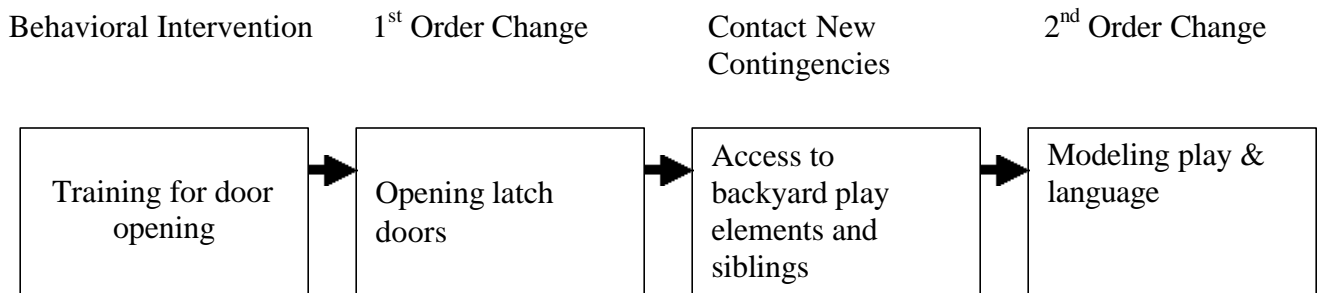 Behavioral Intervention
1st Order Change
Contact New
Contingencies
2nd Order Change
Training for door
opening
Opening latch
doors
Access to
backyard play
elements and
siblings
Modeling play &
language